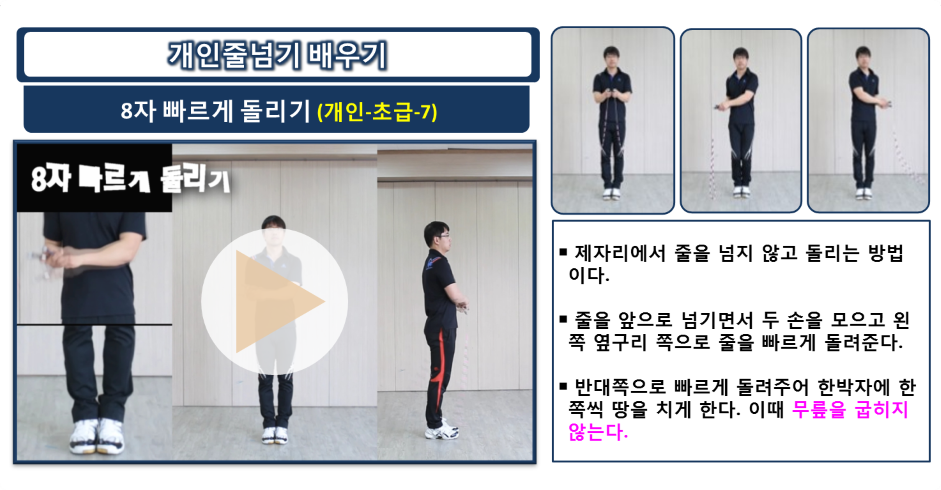 개인줄넘기 배우기
8자 빠르게 돌리기 (개인-초급-7)
8자 빠르게 돌리기
▪ 제자리에서 줄을 넘지 않고 돌리는 방법
이다.
▪ 줄을 앞으로 넘기면서 두 손을 모으고 왼
쪽 옆구리 쪽으로 줄을 빠르게 돌려준다.
▪ 반대쪽으로 빠르게 돌려주어 한박자에 한
쪽씩 땅을 치게 한다. 이때 무릎을 굽히지
않는다.